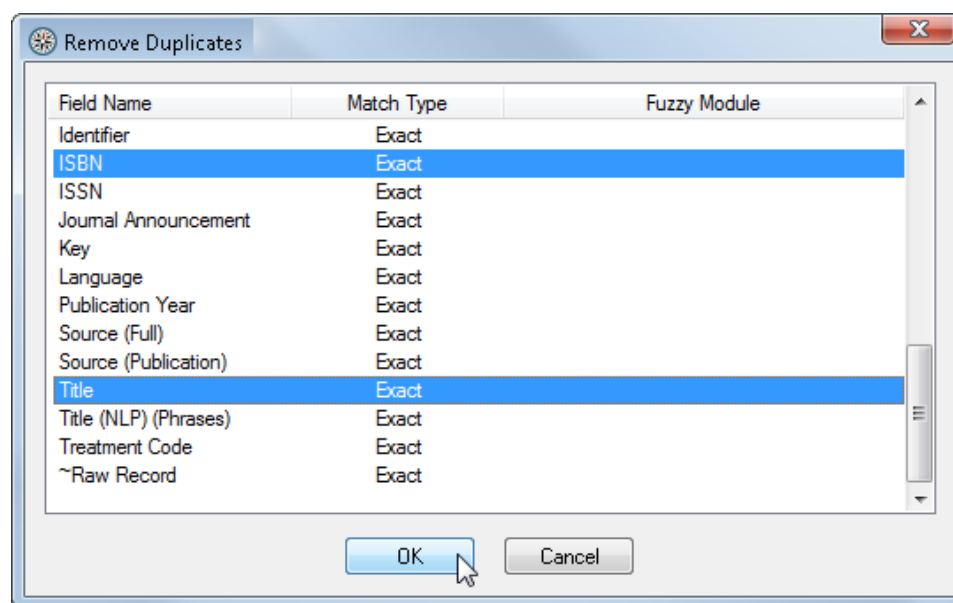 Remove Duplicates
Field Name Match Type Fuzzy Module
Identifier Exact
ISBN Exact
ISSN Exact
Journal Announcement Exact
Key Exact
Language Exact
Publication Year Exact
Source (Full) Exact
Source (Publication) Exact
Title Exact
Title (NLP) (Phrases) Exact
Treatment Code Exact
~Raw Record Exact
OK Cancel